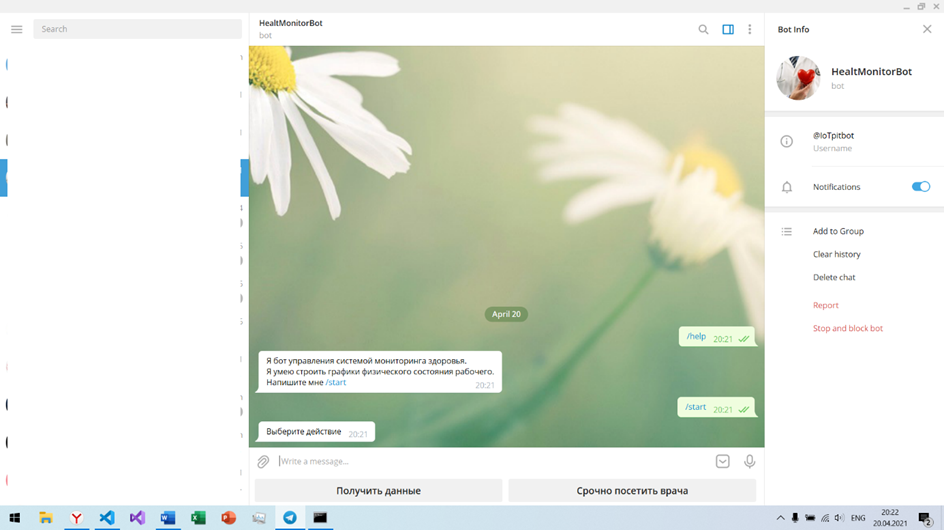 Search
HealtMonitorBot
bot
April 20
/help 20:21
Я бот управления системой мониторинга здоровья.
Я умею строить графики физического состояния рабочего.
Напишите мне /start
20:21
/start 20:21
Выберите действие 20:21
Write a message...
Получить данные
Срочно посетить врача
Bot Info
HealtMonitorBot
bot
@IoTpitbot
Username
Notifications
Add to Group
Clear history
Delete chat
Report
Stop and block bot
ENG
20:22
20.04.2021
2